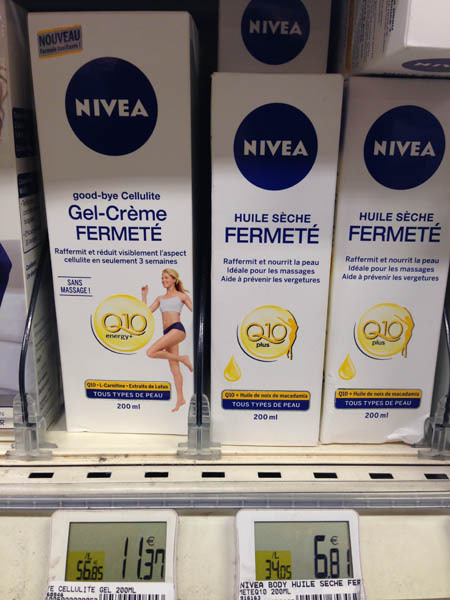 NOUVEAU
NIVEA
good-bye Cellulite
Gel-Crème
FERMETÉ
Raffermit et réduit visiblement l'aspect
cellulite en seulement 3 semaines
SANS
MASSAGE !
Q10
energy+
Q10 • L-Carnitine • Extraits de Lotus
TOUS TYPES DE PEAU
200 ml
NIVEA
NIVEA
HUILE SÈCHE
FERMETÉ
Raffermit et nourrit la peau
Idéale pour les massages
Aide à prévenir les vergetures
Q10
plus
Q10 + Huile de noix de macadamia
TOUS TYPES DE PEAU
200 ml
NIVEA
HUILE SÈCHE
FERMETÉ
Raffermit et nourrit la peau
Idéale pour les massages
Aide à prévenir les vergetures
Q10
plus
Q10 + Huile de noix de macadamia
TOUS TYPES DE PEAU
200 ml
/L
56.85
€
11.37
E CELLULITE GEL 200ML
/L
34.05
€
6.81
NIVEA BODY HUILE SECHE FER
METEQ10 200ML